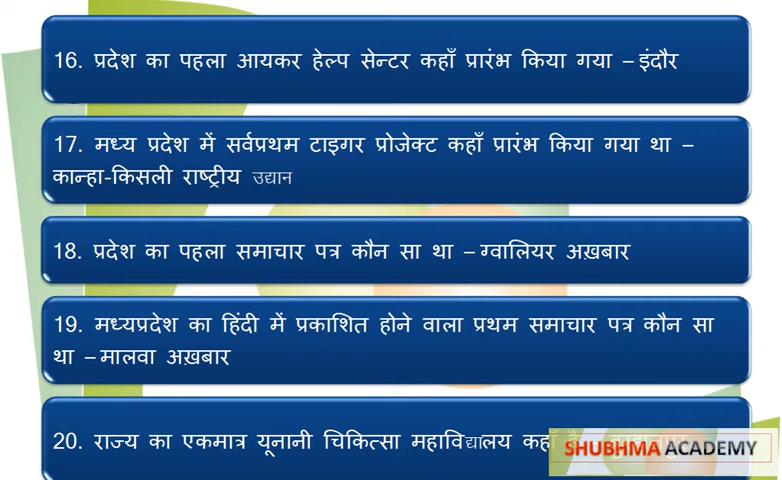 16. प्रदेश का पहला आयकर हेल्प सेन्टर कहाँ प्रारंभ किया गया – इंदौर
17. मध्य प्रदेश में सर्वप्रथम टाइगर प्रोजेक्ट कहाँ प्रारंभ किया गया था –
कान्हा-किसली राष्ट्रीय उद्यान
18. प्रदेश का पहला समाचार पत्र कौन सा था – ग्वालियर अख़बार
19. मध्यप्रदेश का हिंदी में प्रकाशित होने वाला प्रथम समाचार पत्र कौन सा
था – मालवा अख़बार
20. राज्य का एकमात्र यूनानी चिकित्सा महाविद्यालय कहाँ
SHUBHMA ACADEMY